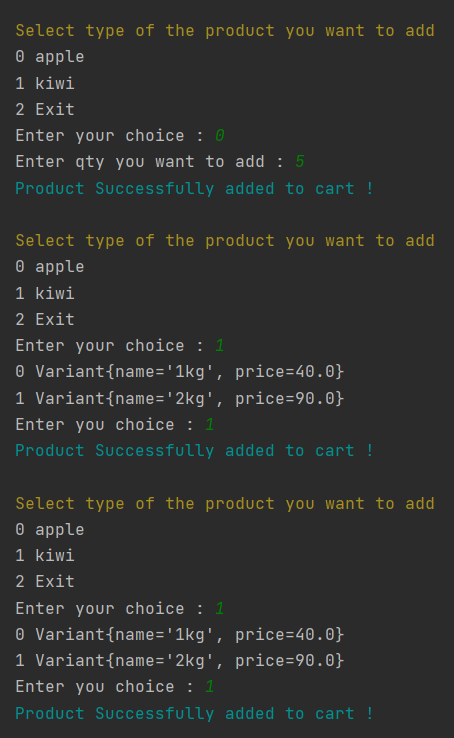 Select type of the product you want to add
0 apple
1 kiwi
2 Exit
Enter your choice : 0
Enter qty you want to add : 5
Product Successfully added to cart !
Select type of the product you want to add
0 apple
1 kiwi
2 Exit
Enter your choice : 1
0 Variant{name='1kg', price=40.0}
1 Variant{name='2kg', price=90.0}
Enter you choice : 1
Product Successfully added to cart !
Select type of the product you want to add
0 apple
1 kiwi
2 Exit
Enter your choice : 1
0 Variant{name='1kg', price=40.0}
1 Variant{name='2kg', price=90.0}
Enter you choice : 1
Product Successfully added to cart !